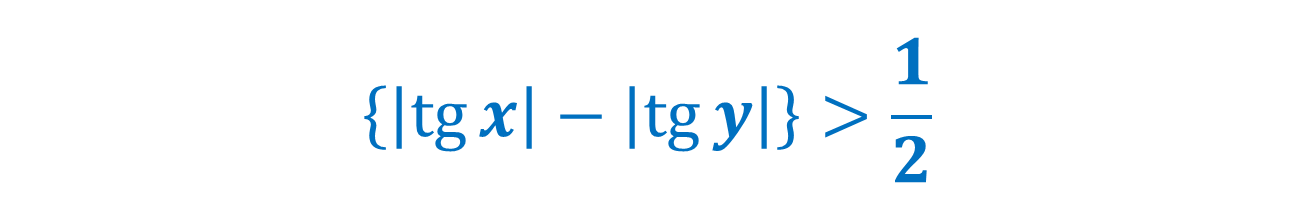 {|tg x| − |tg y|} > 1/2